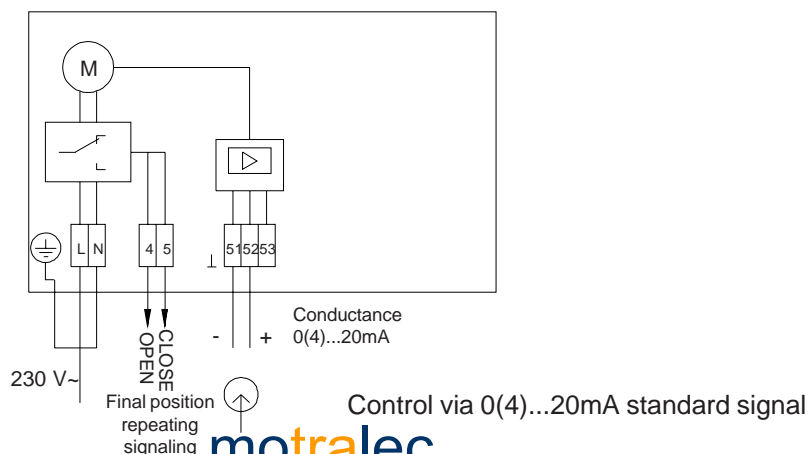 M
L N 4 5 ⊥ 51 52 53
Conductance
- + 0(4)...20mA
OPEN
CLOSE
230 V~
Final position
repeating
signaling
Control via 0(4)...20mA standard signal
motralec